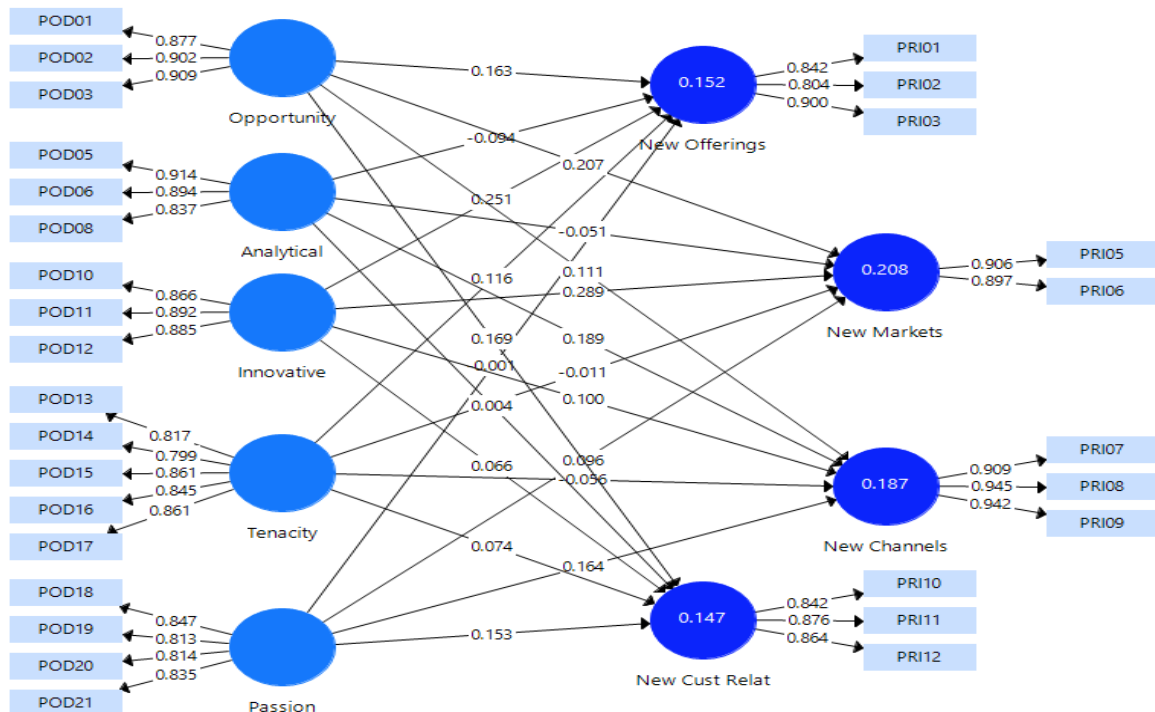 POD01
POD02
POD03
0.877
0.902
0.909
Opportunity
POD05
POD06
POD08
0.914
0.894
0.837
Analytical
POD10
POD11
POD12
0.866
0.892
0.885
Innovative
POD13
POD14
POD15
POD16
POD17
0.817
0.799
0.861
0.845
0.861
Tenacity
POD18
POD19
POD20
POD21
0.847
0.813
0.814
0.835
Passion
0.163
-0.094
0.207
0.251
-0.051
0.116
0.111
0.289
0.169
0.189
0.001
-0.011
0.004
0.100
0.096
0.066
-0.056
0.074
0.164
0.153
0.152
New Offerings
0.842
0.804
0.900
PRI01
PRI02
PRI03
0.208
New Markets
0.906
0.897
PRI05
PRI06
0.187
New Channels
0.909
0.945
0.942
PRI07
PRI08
PRI09
0.147
New Cust Relat
0.842
0.876
0.864
PRI10
PRI11
PRI12